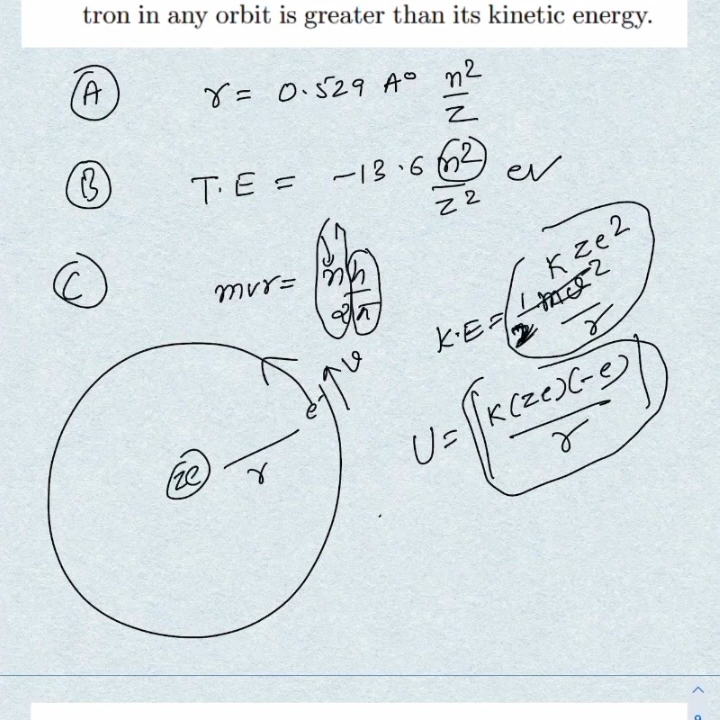 tron in any orbit is greater than its kinetic energy.
A r = 0.529 A° n²/z
B T.E = -13.6 n²/z² eV
C mvr = nh/2π
K.E = 1/2 KZe²/r
U = K(Ze)(-e)/r
v
e⁻
ze
r